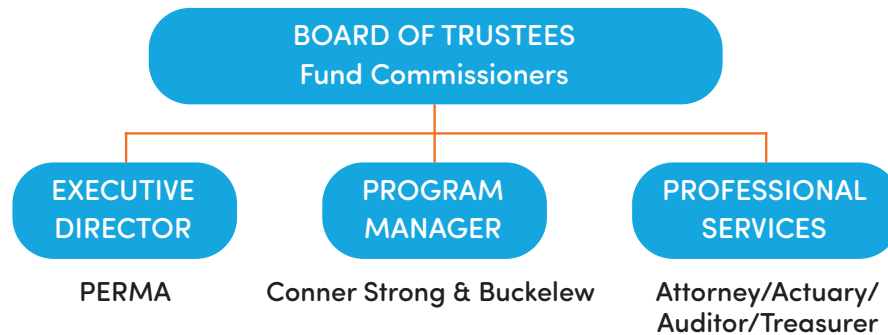 BOARD OF TRUSTEES
Fund Commissioners
EXECUTIVE
DIRECTOR
PROGRAM
MANAGER
PROFESSIONAL
SERVICES
PERMA
Conner Strong & Buckelew
Attorney/Actuary/
Auditor/Treasurer